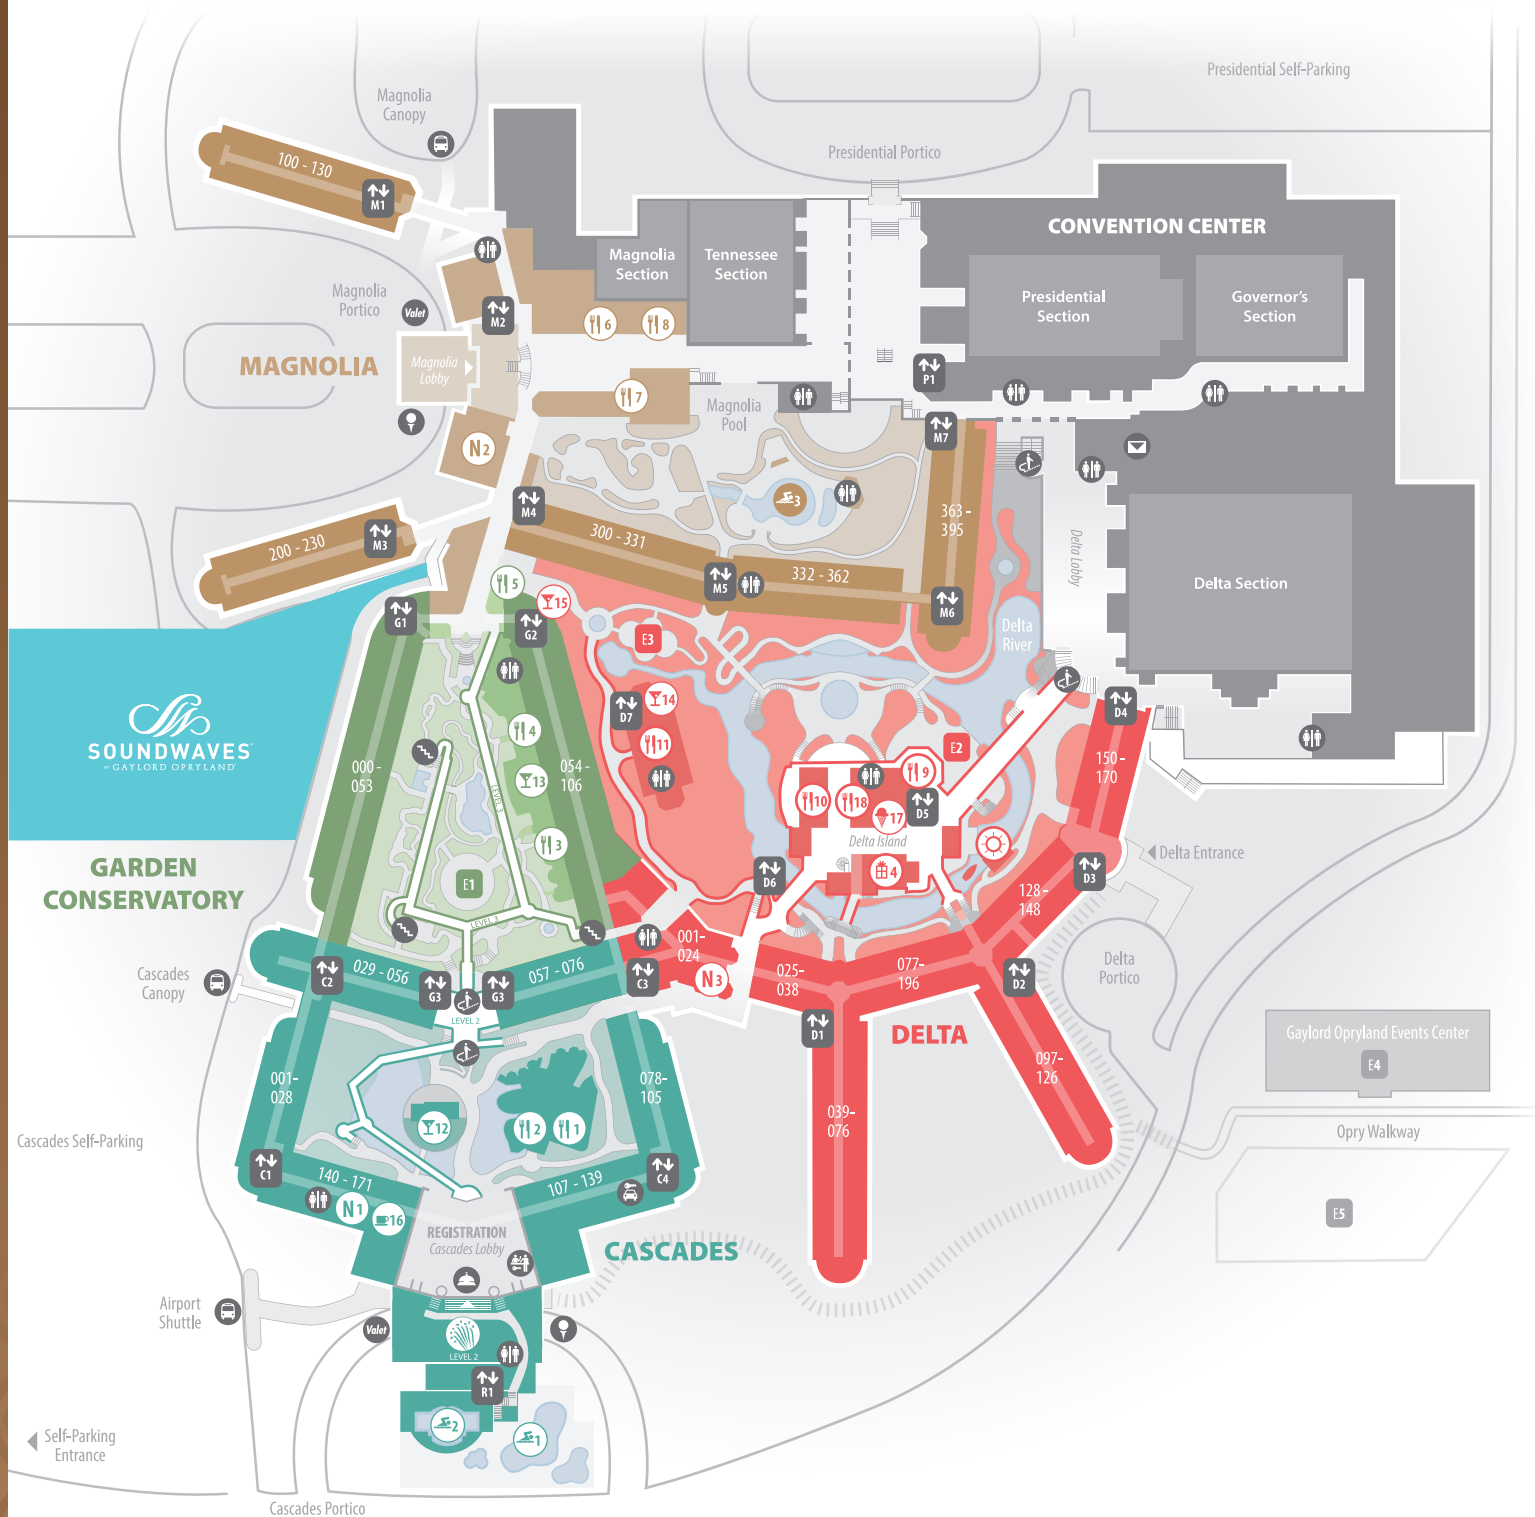 Presidential Self-Parking
Magnolia
Canopy
Presidential Portico
100 - 130
M1
CONVENTION CENTER
Magnolia
Section
Tennessee
Section
Presidential
Section
Governor's
Section
Magnolia
Portico
Valet
M2
6
8
MAGNOLIA
Magnolia
Lobby
P1
7
Magnolia
Pool
M7
N2
3
M4
363-
395
300 - 331
M3
200 - 230
Delta Lobby
332 - 362
M5
Delta Section
5
15
M6
G1
G2
E3
Delta
River
14
D7
D4
SOUNDWAVES
AT GAYLORD OPRYLAND
4
11
E2
000-
053
054-
106
13
150-
170
9
10
18
17
D5
LEVEL 3
3
Delta Island
Delta Entrance
GARDEN
CONSERVATORY
E1
4
D6
D3
128-
148
LEVEL 3
001-
024
029 - 056
057 - 076
Cascades
Canopy
C2
G3
G3
C3
N3
025-
038
077-
196
D2
Delta
Portico
LEVEL 2
D1
DELTA
Gaylord Opryland Events Center
E4
001-
028
078-
105
097-
126
039-
076
12
2
1
Cascades Self-Parking
Opry Walkway
C1
140 - 171
107 - 139
C4
N1
16
E5
REGISTRATION
Cascades Lobby
CASCADES
Airport
Shuttle
Valet
LEVEL 2
R1
2
1
Self-Parking
Entrance
Cascades Portico